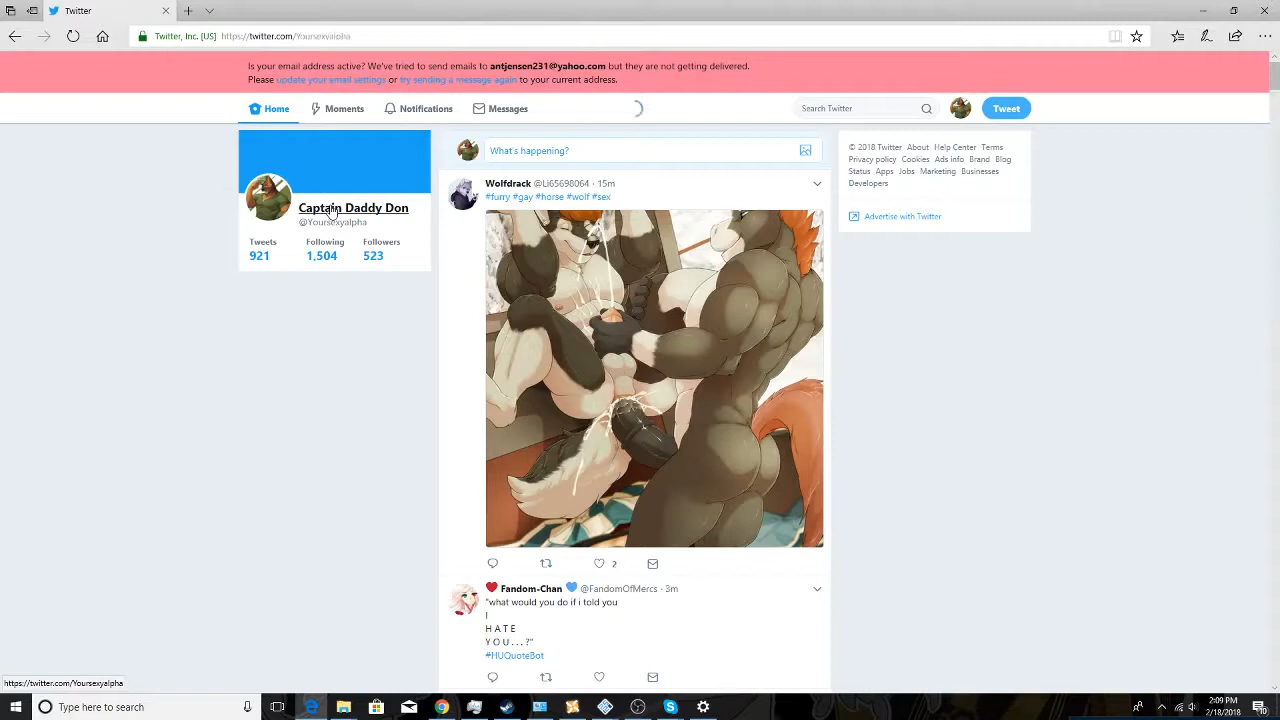 Twitter
Twitter, Inc. [US]
https://twitter.com/Yoursexyalpha
Is your email address active? We've tried to send emails to antjensen231@yahoo.com but they are not getting delivered.
Please update your email settings or try sending a message again to your current address.
Home
Moments
Notifications
Messages
Search Twitter
Tweet
Captain Daddy Don
@Yoursexyalpha
Tweets Following Followers
921 1,504 523
What's happening?
Wolfdrack @Li65698064 · 15m
#furry #gay #horse #wolf #sex
2
Fandom-Chan @FandomOfMercs · 3m
"what would you do if i told you
I
H A T E
Y O U . . . ?"
#HUQuoteBot
© 2018 Twitter About Help Center Terms
Privacy policy Cookies Ads info Brand Blog
Status Apps Jobs Marketing Businesses
Developers
Advertise with Twitter
https://twitter.com/Yoursexyalpha
Type here to search
2:09 PM
2/18/2018